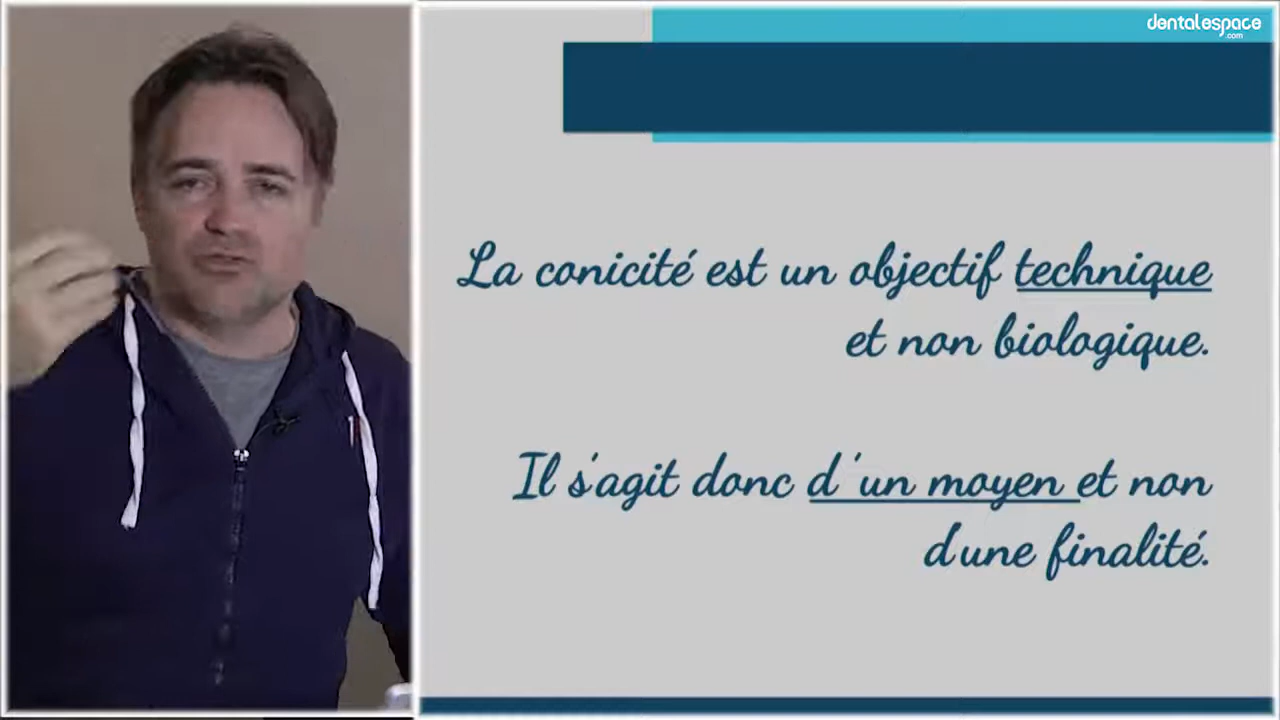 dentalespace
.com
La conicité est un objectif technique
et non biologique.
Il s'agit donc d'un moyen et non
d'une finalité.